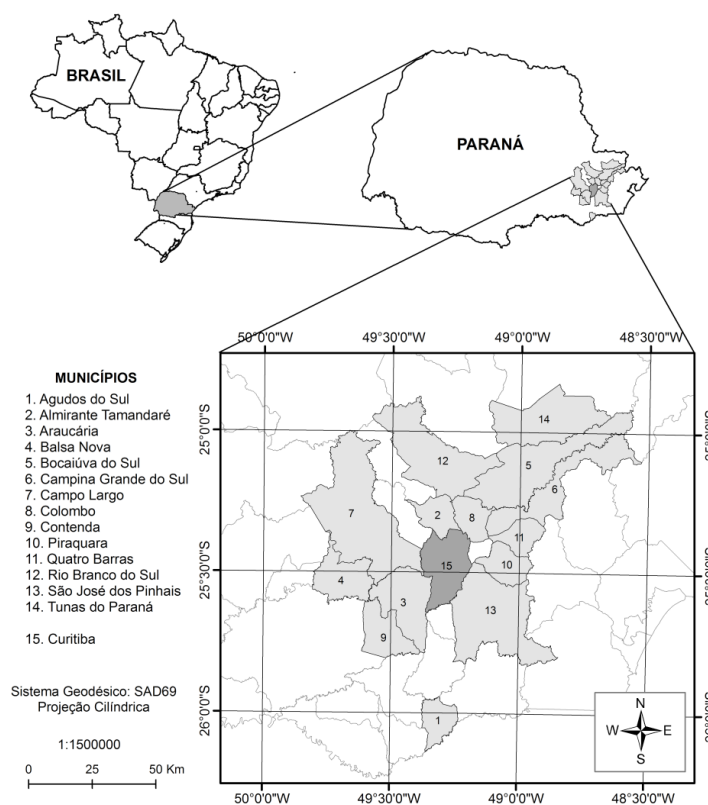 BRASIL
PARANÁ
MUNICÍPIOS
1. Agudos do Sul
2. Almirante Tamandaré
3. Araucária
4. Balsa Nova
5. Bocaiúva do Sul
6. Campina Grande do Sul
7. Campo Largo
8. Colombo
9. Contenda
10. Piraquara
11. Quatro Barras
12. Rio Branco do Sul
13. São José dos Pinhais
14. Tunas do Paraná
15. Curitiba
Sistema Geodésico: SAD69
Projeção Cilíndrica
1:1500000
0 25 50 Km
50°0'0"W 49°30'0"W 49°0'0"W 48°30'0"W
25°0'0"S
25°30'0"S
26°0'0"S
14
12
5
6
7
2
8
11
15
10
4
3
13
9
1
N
W E
S
50°0'0"W 49°30'0"W 49°0'0"W 48°30'0"W